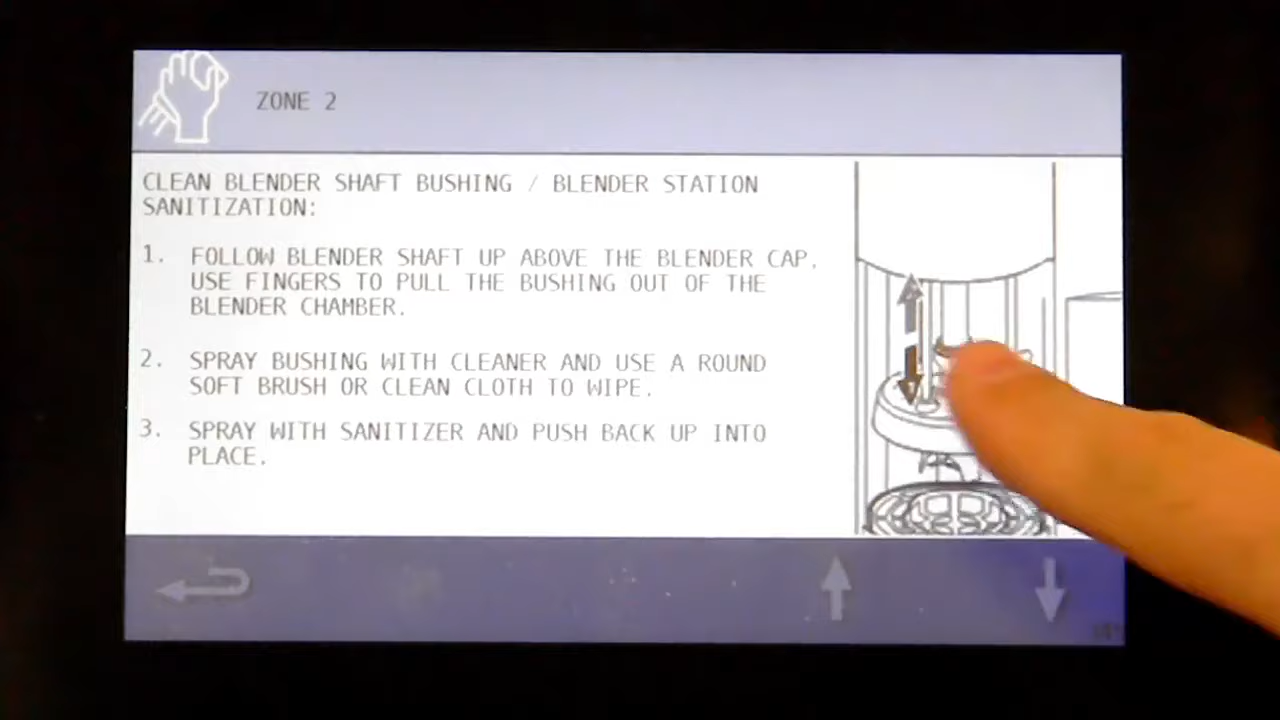 ZONE 2
CLEAN BLENDER SHAFT BUSHING / BLENDER STATION
SANITIZATION:
1. FOLLOW BLENDER SHAFT UP ABOVE THE BLENDER CAP.
USE FINGERS TO PULL THE BUSHING OUT OF THE
BLENDER CHAMBER.
2. SPRAY BUSHING WITH CLEANER AND USE A ROUND
SOFT BRUSH OR CLEAN CLOTH TO WIPE.
3. SPRAY WITH SANITIZER AND PUSH BACK UP INTO
PLACE.